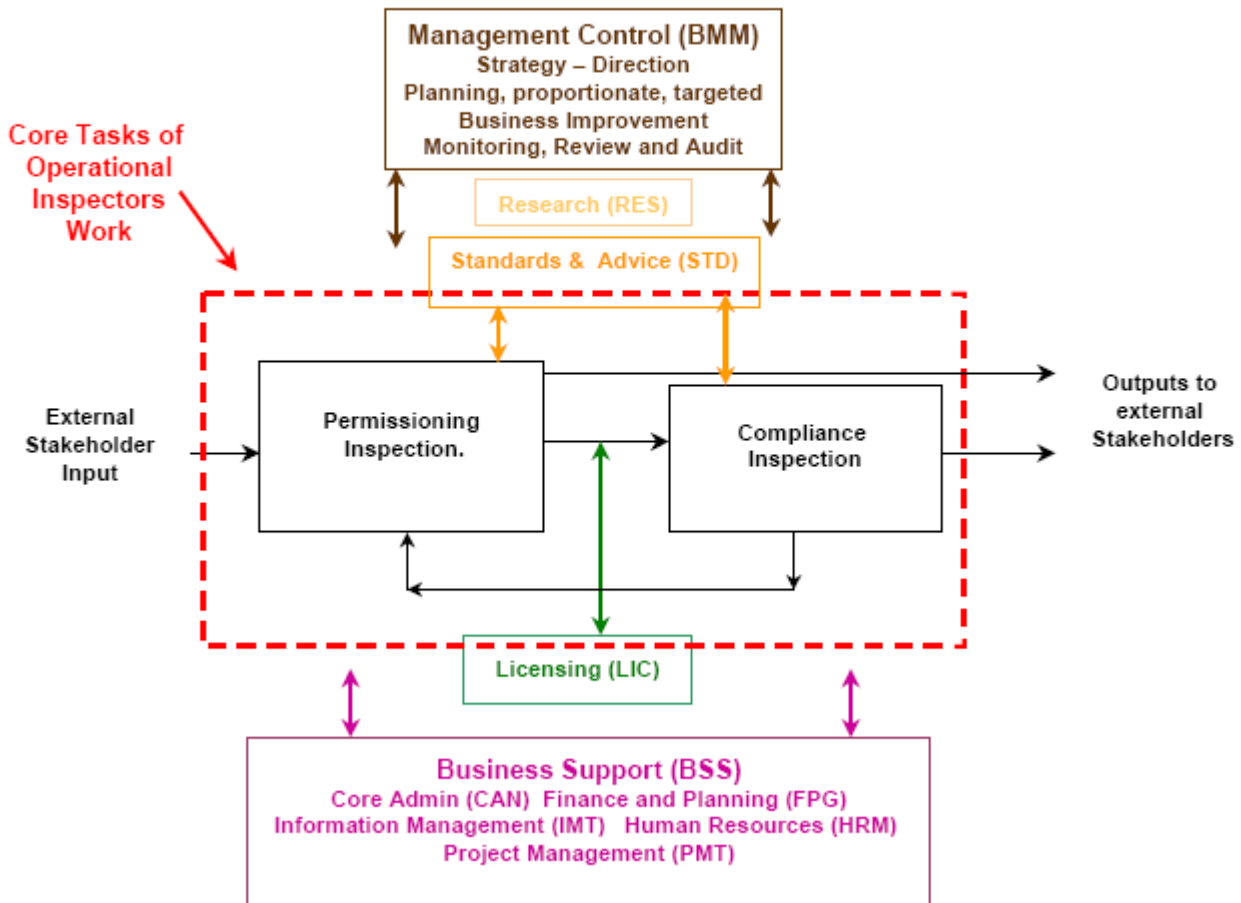 Management Control (BMM)
Strategy – Direction
Planning, proportionate, targeted
Business Improvement
Monitoring, Review and Audit
Core Tasks of
Operational
Inspectors
Work
Research (RES)
Standards & Advice (STD)
External
Stakeholder
Input
Permissioning
Inspection.
Compliance
Inspection
Outputs to
external
Stakeholders
Licensing (LIC)
Business Support (BSS)
Core Admin (CAN) Finance and Planning (FPG)
Information Management (IMT) Human Resources (HRM)
Project Management (PMT)